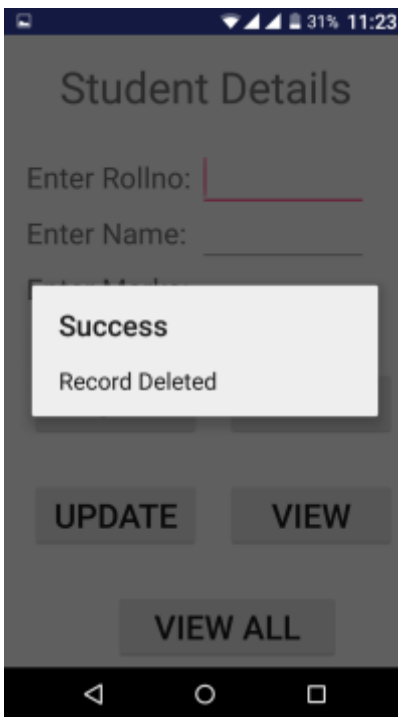 31% 11:23
Student Details
Enter Rollno:
Enter Name:
Success
Record Deleted
UPDATE VIEW
VIEW ALL